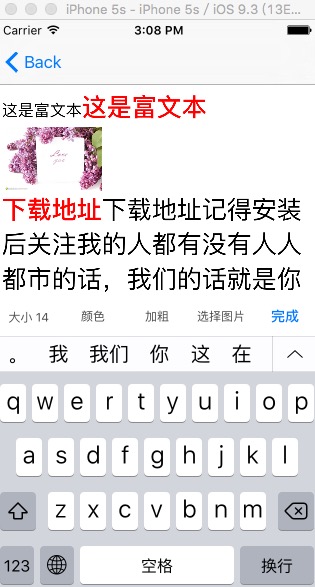 iPhone 5s - iPhone 5s / iOS 9.3 (13E...
Carrier 3:08 PM
Back
这是富文本这是富文本
下载地址下载地址记得安装
后关注我的人都有没有人人
都市的话，我们的话就是你
大小 14 颜色 加粗 选择图片 完成
。 我 我们 你 这 在
q w e r t y u i o p
a s d f g h j k l
z x c v b n m
123 空格 换行